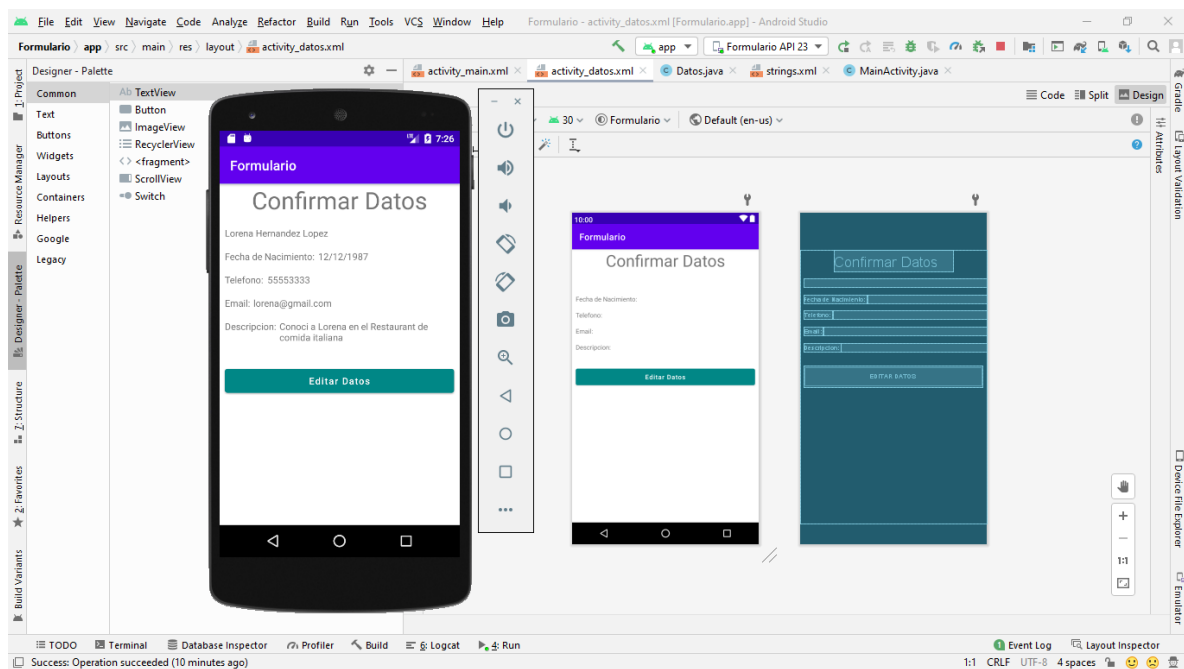 File Edit View Navigate Code Analyze Refactor Build Run Tools VCS Window Help Formulario - activity_datos.xml [Formulario.app] - Android Studio
Formulario app src main res layout activity_datos.xml app Formulario API 23
Designer - Palette
activity_main.xml activity_datos.xml Datos.java strings.xml MainActivity.java
Code Split Design
30 Formulario Default (en-us)
1: Project
Resource Manager
Designer - Palette
Z: Structure
2: Favorites
Build Variants
Common
Text
Buttons
Widgets
Layouts
Containers
Helpers
Google
Legacy
Ab TextView
Button
ImageView
RecyclerView
<fragment>
ScrollView
Switch
7:26
Formulario
Confirmar Datos
Lorena Hernandez Lopez
Fecha de Nacimiento: 12/12/1987
Telefono: 55553333
Email: lorena@gmail.com
Descripcion: Conoci a Lorena en el Restaurant de
comida italiana
Editar Datos
10:00
Formulario
Confirmar Datos
Fecha de Nacimiento:
Telefono:
Email:
Descripcion:
Editar Datos
Confirmar Datos
Fecha de Nacimiento:
Telefono:
Email:
Descripcion:
EDITAR DATOS
1:1
Gradle
Attributes
Layout Validation
Device File Explorer
Emulator
TODO Terminal Database Inspector Profiler Build 6: Logcat 4: Run 1 Event Log Layout Inspector
Success: Operation succeeded (10 minutes ago) 1:1 CRLF UTF-8 4 spaces